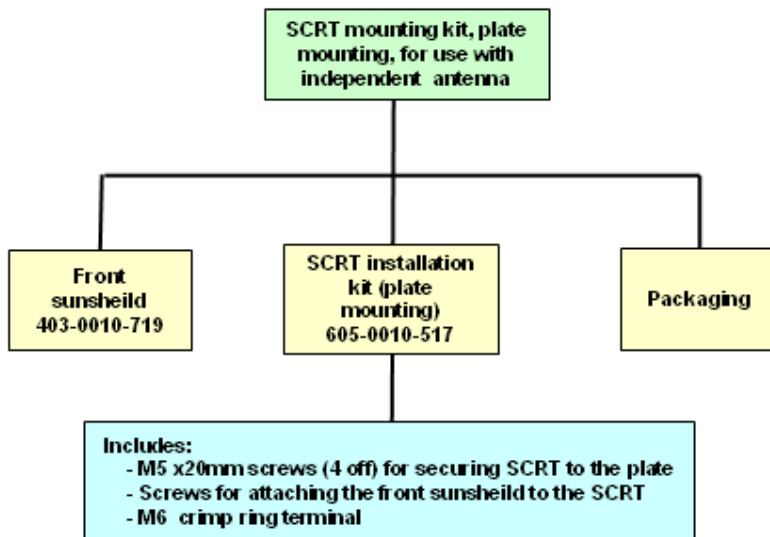 SCRT mounting kit, plate
mounting, for use with
independent antenna
Front
sunsheild
403-0010-719
SCRT installation
kit (plate
mounting)
605-0010-517
Packaging
Includes:
- M5 x20mm screws (4 off) for securing SCRT to the plate
- Screws for attaching the front sunsheild to the SCRT
- M6 crimp ring terminal